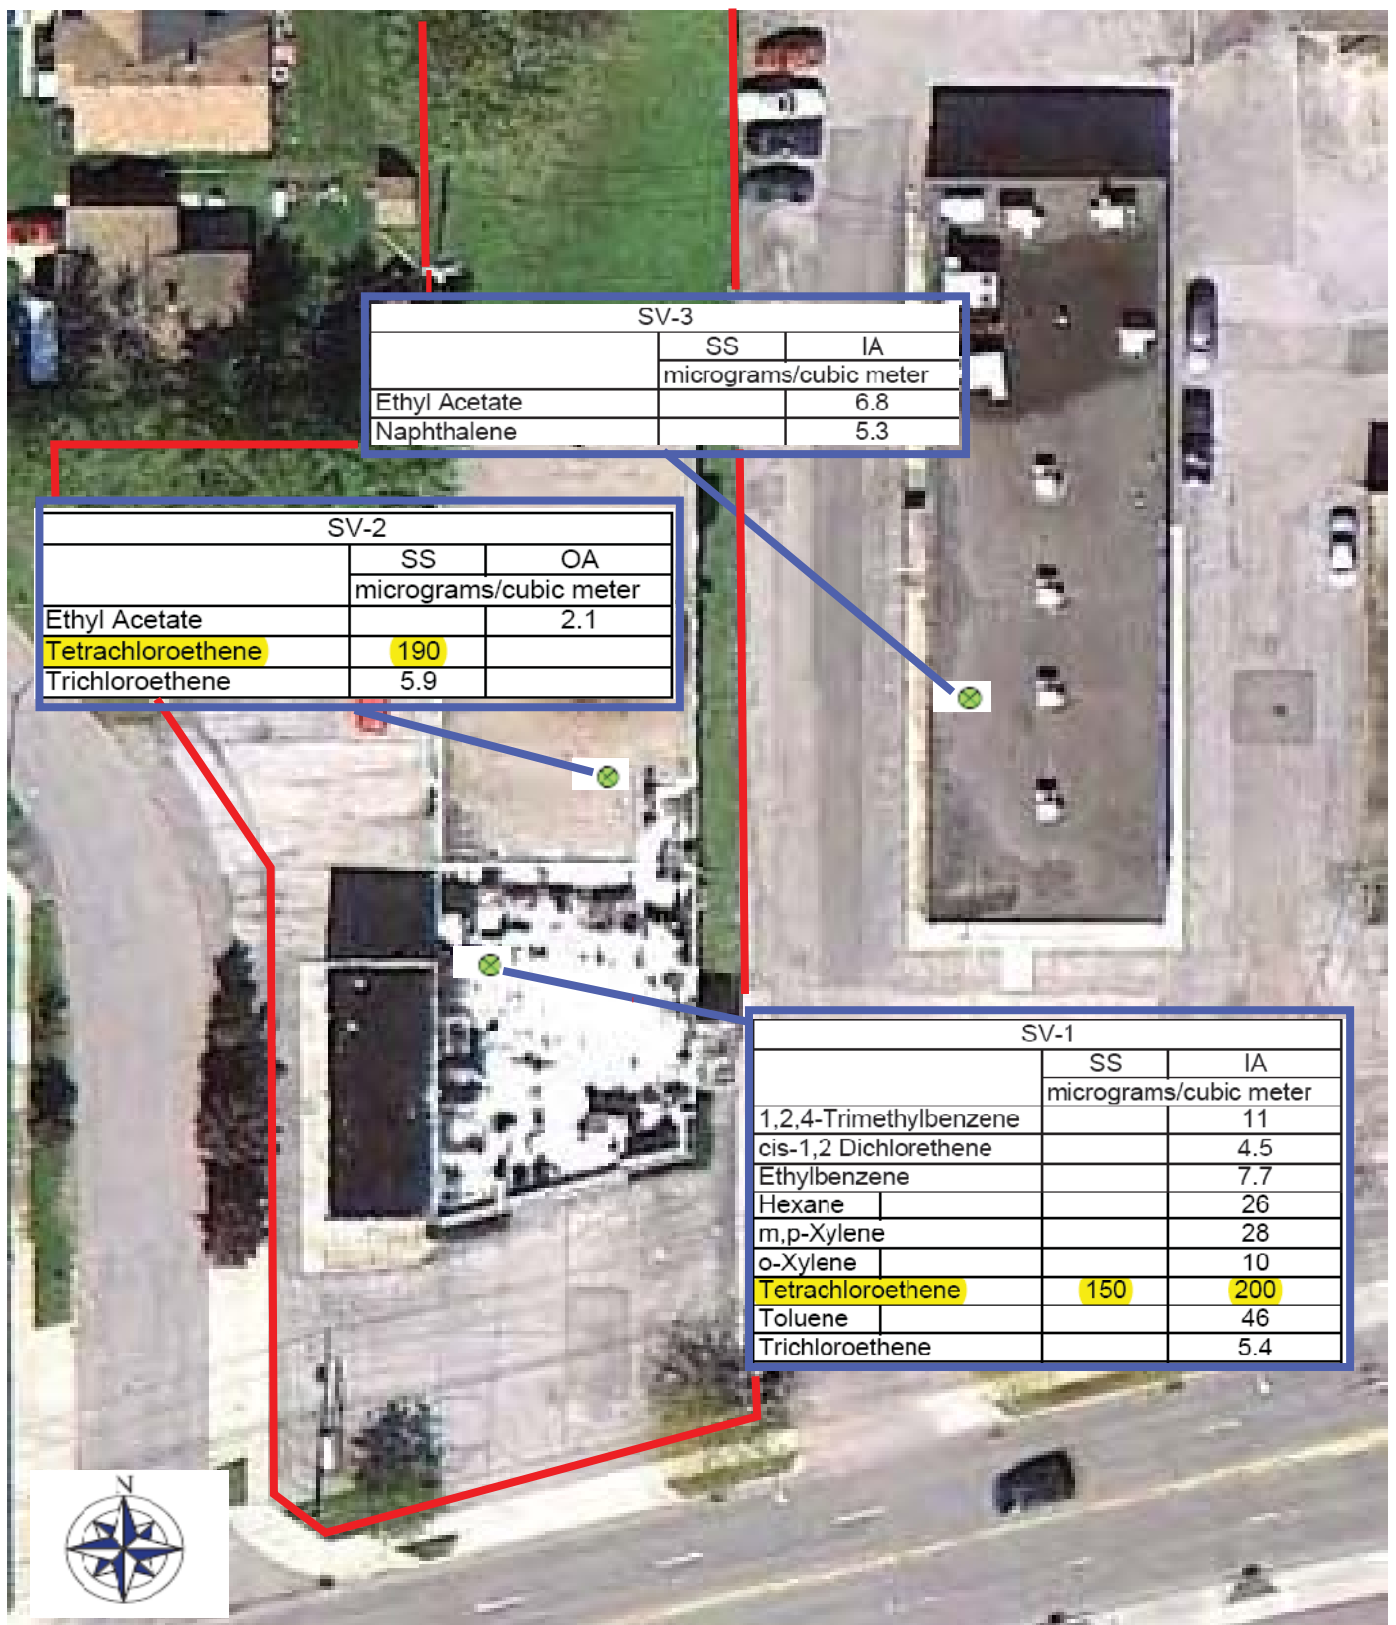 SV-3
SS IA
micrograms/cubic meter
Ethyl Acetate 6.8
Naphthalene 5.3
SV-2
SS OA
micrograms/cubic meter
Ethyl Acetate 2.1
Tetrachloroethene 190
Trichloroethene 5.9
SV-1
SS IA
micrograms/cubic meter
1,2,4-Trimethylbenzene 11
cis-1,2 Dichlorethene 4.5
Ethylbenzene 7.7
Hexane 26
m,p-Xylene 28
o-Xylene 10
Tetrachloroethene 150 200
Toluene 46
Trichloroethene 5.4
N